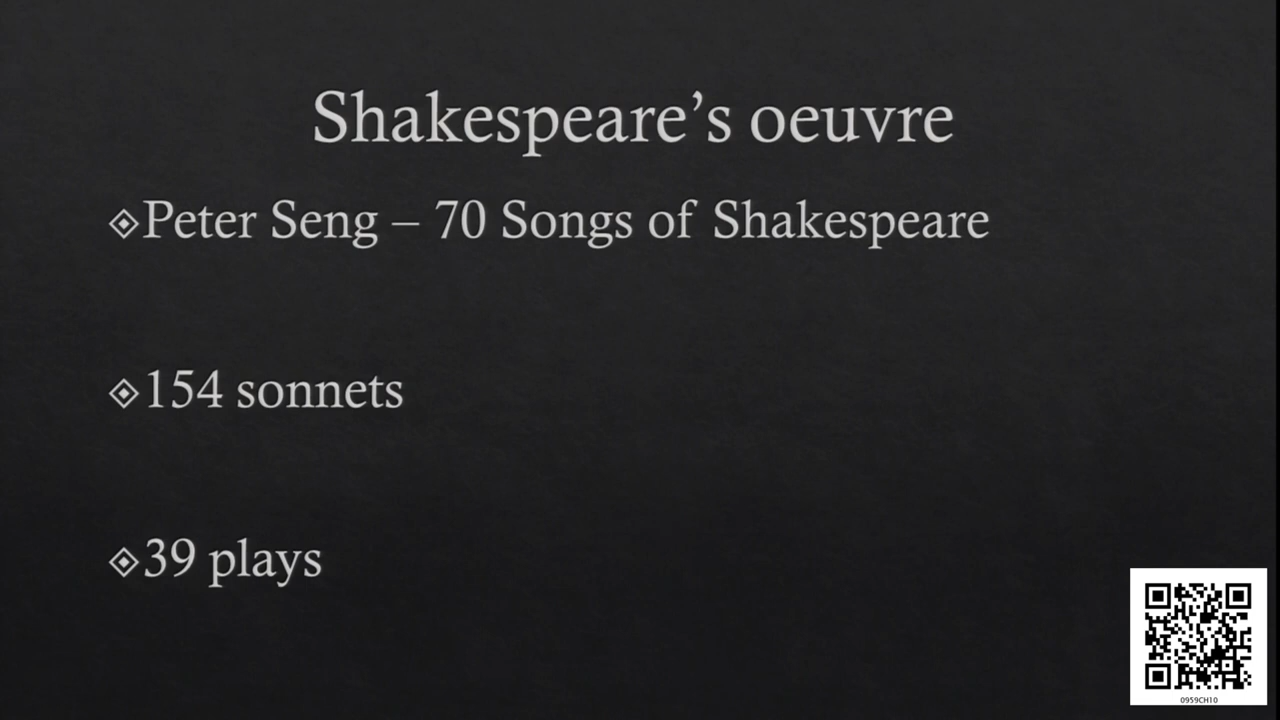 Shakespeare’s oeuvre
Peter Seng – 70 Songs of Shakespeare
154 sonnets
39 plays
0959CH10